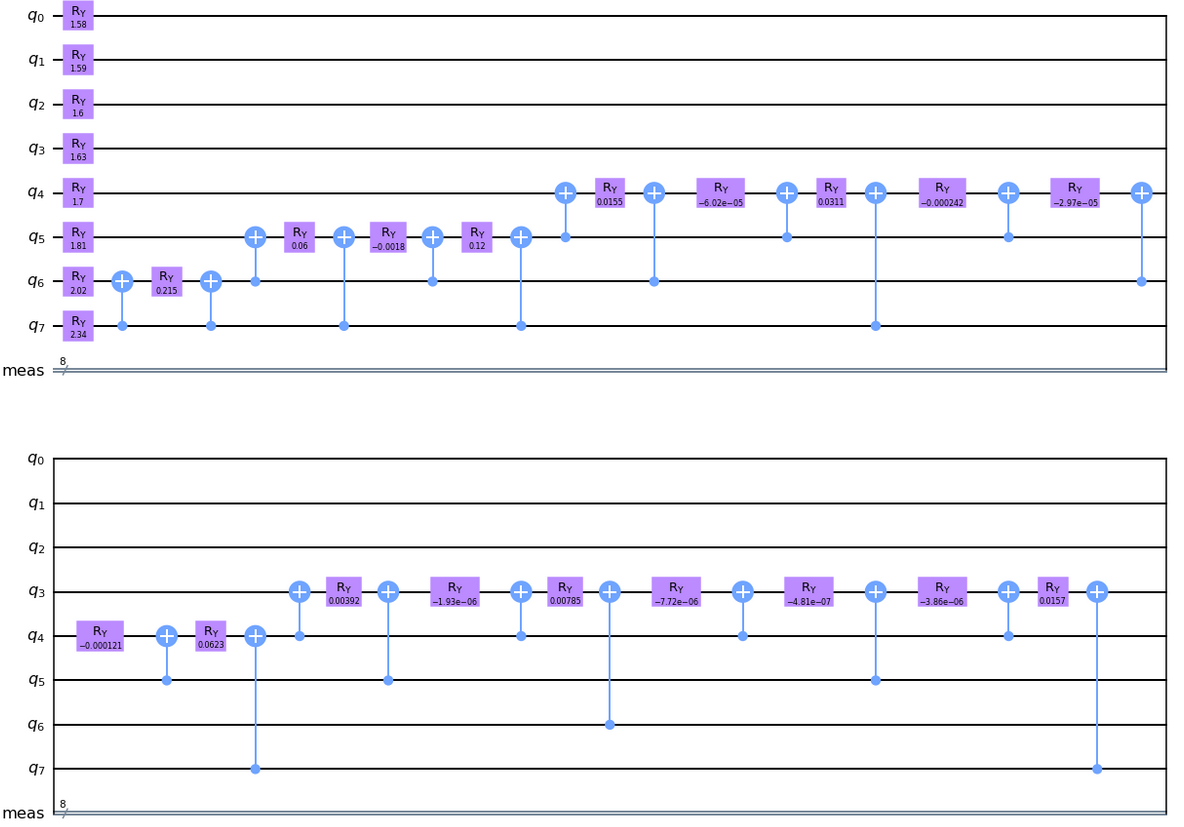 q0 RY 1.58
q1 RY 1.59
q2 RY 1.6
q3 RY 1.63
q4 RY 1.7 RY 0.0155 RY −6.02e−05 RY 0.0311 RY −0.000242 RY −2.97e−05
q5 RY 1.81 RY 0.06 RY −0.0018 RY 0.12
q6 RY 2.02 RY 0.215
q7 RY 2.34
meas 8
q0
q1
q2
q3 RY 0.00392 RY −1.93e−06 RY 0.00785 RY −7.72e−06 RY −4.81e−07 RY −3.86e−06 RY 0.0157
q4 RY −0.000121 RY 0.0623
q5
q6
q7
meas 8